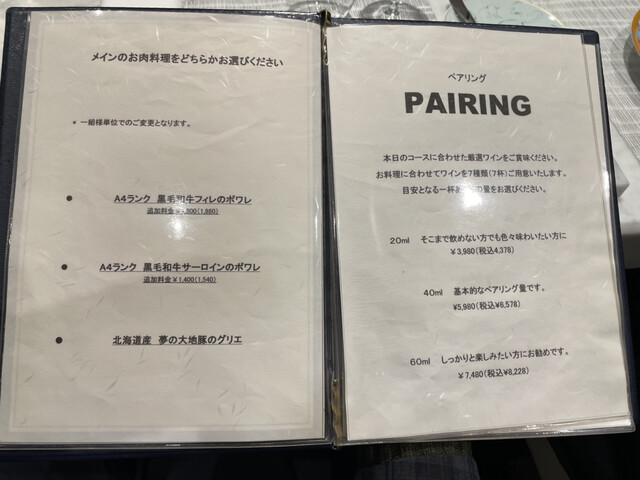 メインのお肉料理をどちらかお選びください
* 一組様単位でのご変更となります。
● A4ランク 黒毛和牛フィレのポワレ
追加料金¥ ,800(1,980)
● A4ランク 黒毛和牛サーロインのポワレ
追加料金¥1,400(1,540)
● 北海道産 夢の大地豚のグリエ
ペアリング
PAIRING
本日のコースに合わせた厳選ワインをご賞味ください。
お料理に合わせてワインを7種類(7杯)ご用意いたします。
目安となる一杯 の量をお選びください。
20ml そこまで飲めない方でも色々味わいたい方に
¥3,980(税込4,378)
40ml 基本的なペアリング量です。
¥5,980(税込¥6,578)
60ml しっかりと楽しみたい方にお勧めです。
¥7,480(税込¥8,228)